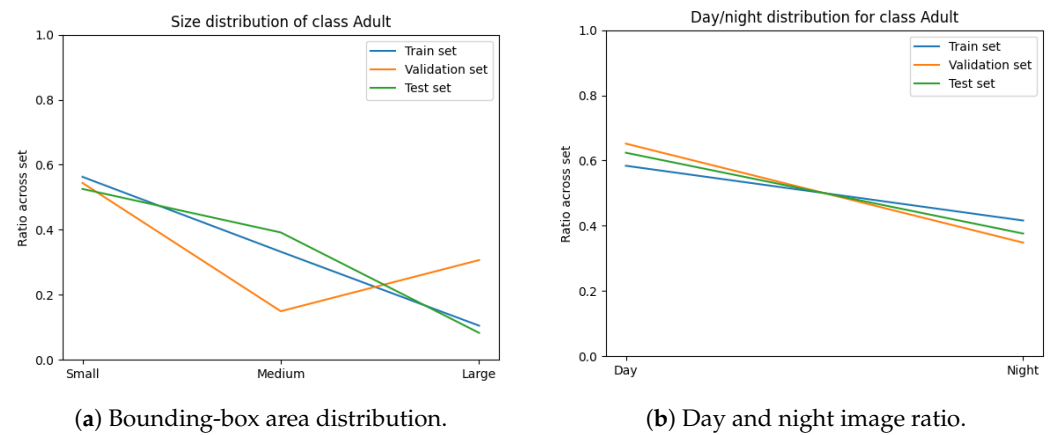 Size distribution of class Adult
1.0
0.8
0.6
0.4
0.2
0.0
Ratio across set
Train set
Validation set
Test set
Small Medium Large
(a) Bounding-box area distribution.
Day/night distribution for class Adult
1.0
0.8
0.6
0.4
0.2
0.0
Ratio across set
Train set
Validation set
Test set
Day Night
(b) Day and night image ratio.